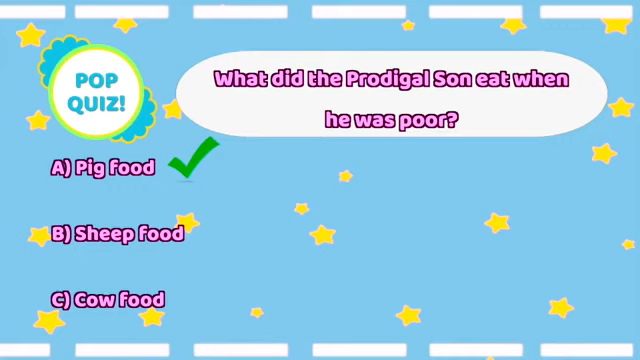 POP
QUIZ!
What did the Prodigal Son eat when
he was poor?
A) Pig food
B) Sheep food
C) Cow food